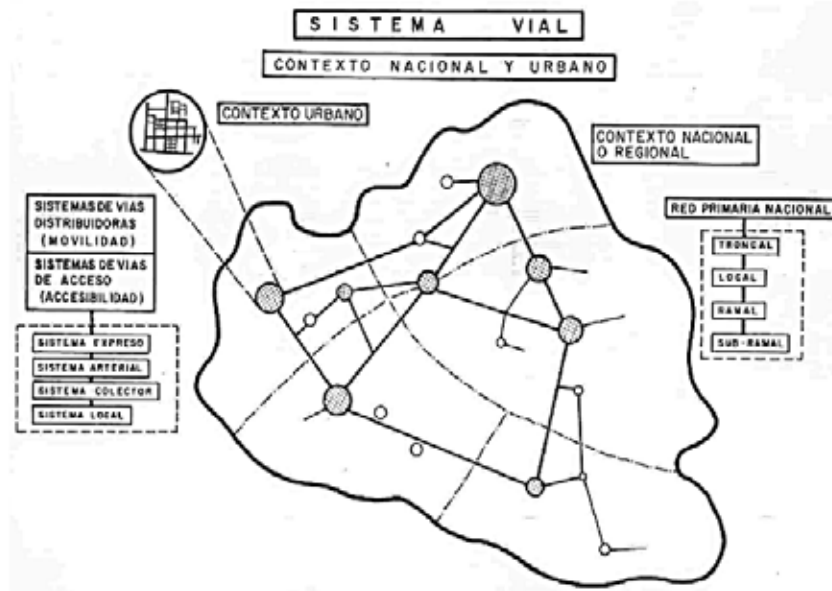 SISTEMA VIAL
CONTEXTO NACIONAL Y URBANO
CONTEXTO URBANO
CONTEXTO NACIONAL
O REGIONAL
SISTEMAS DE VIAS
DISTRIBUIDORAS
(MOVILIDAD)
SISTEMAS DE VIAS
DE ACCESO
(ACCESIBILIDAD)
SISTEMA EXPRESO
SISTEMA ARTERIAL
SISTEMA COLECTOR
SISTEMA LOCAL
RED PRIMARIA NACIONAL
TRONCAL
LOCAL
RAMAL
SUB-RAMAL